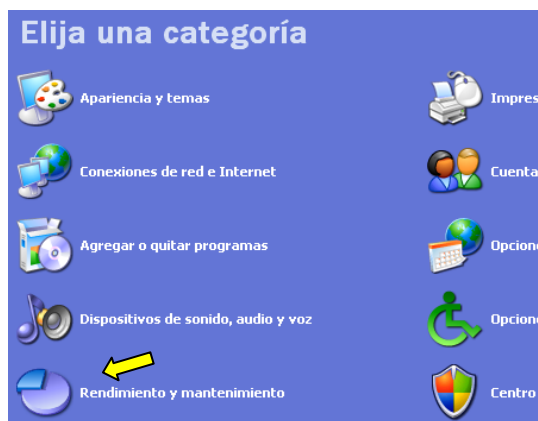 Elija una categoría
Apariencia y temas
Impres
Conexiones de red e Internet
Cuenta
Agregar o quitar programas
Opcion
Dispositivos de sonido, audio y voz
Opcion
Rendimiento y mantenimiento
Centro